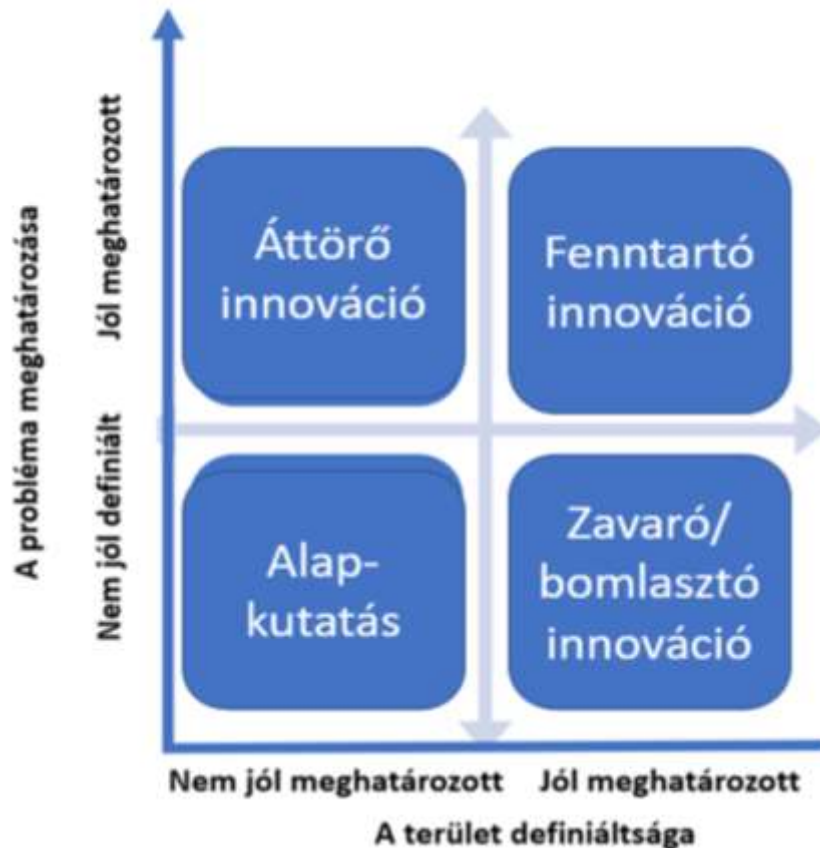 A probléma meghatározása
Jól meghatározott
Nem jól definiált
Áttörő
innováció
Fenntartó
innováció
Alap-
kutatás
Zavaró/
bomlasztó
innováció
Nem jól meghatározott
Jól meghatározott
A terület definiáltsága